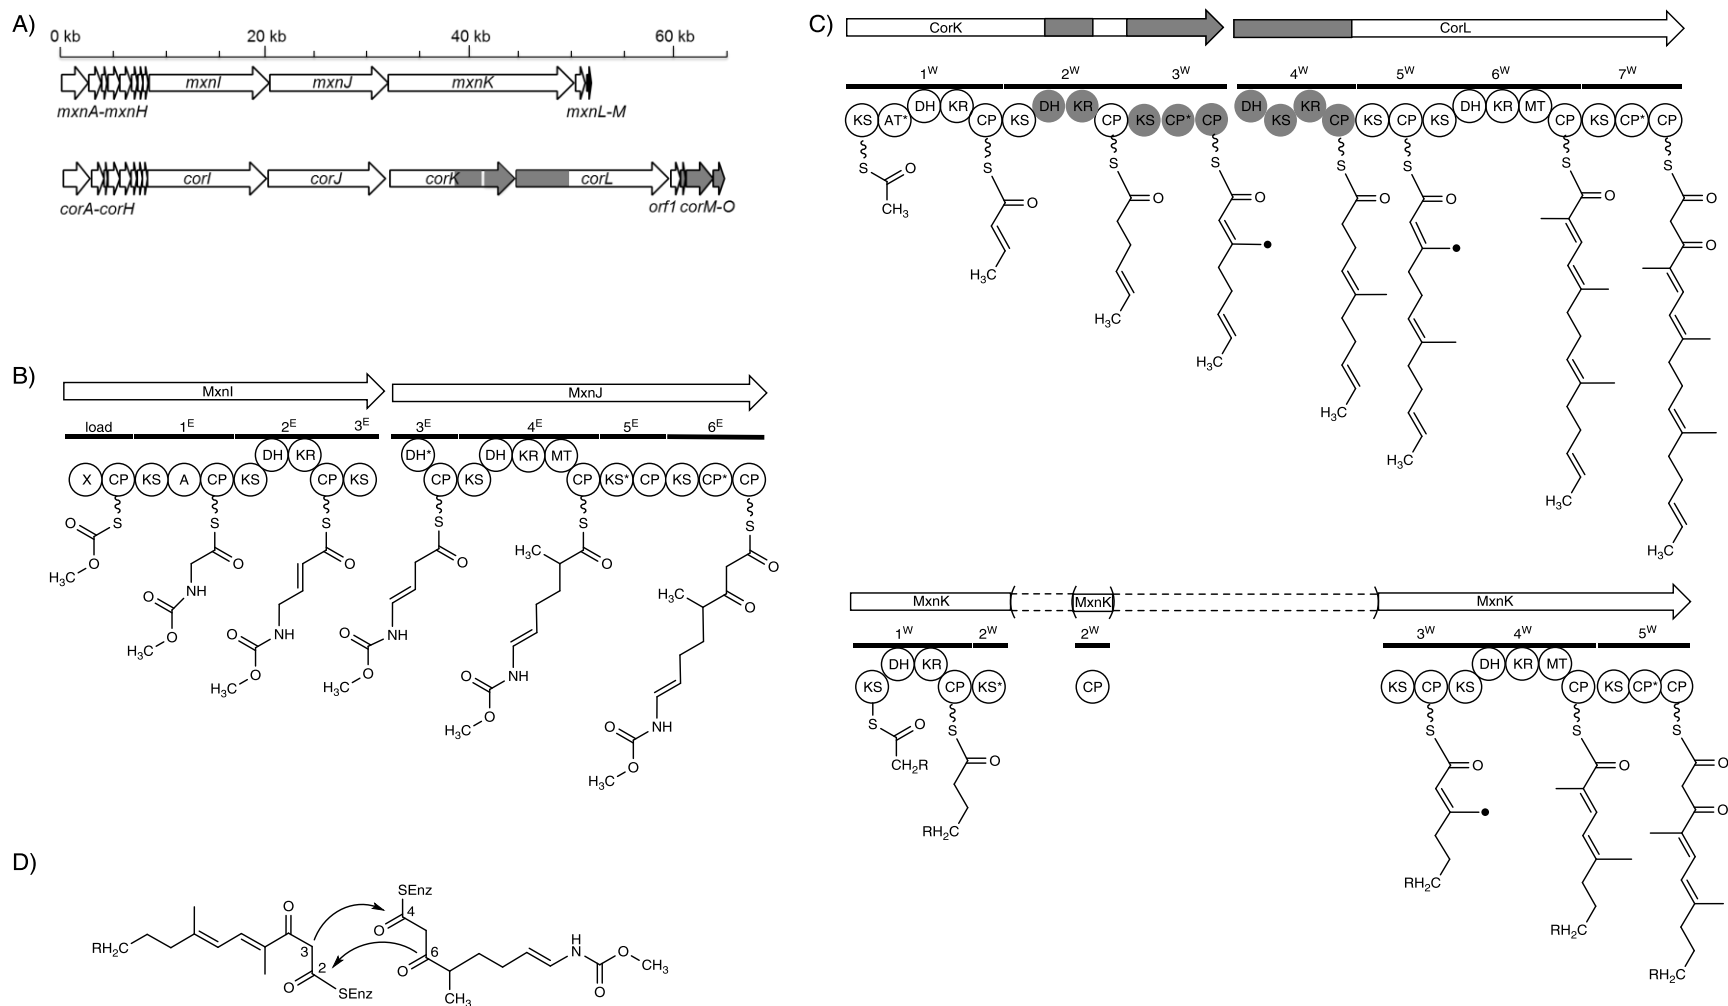 A)
0 kb 20 kb 40 kb 60 kb
mxnI mxnJ mxnK
mxnA-mxnH mxnL-M
corI corJ corK corL
corA-corH orf1 corM-O
B)
MxnI MxnJ
load 1E 2E 3E 3E 4E 5E 6E
DH KR DH* DH KR MT
X CP KS A CP KS CP KS CP KS CP KS* CP KS CP* CP
S S S S S S
O O
H3C
O O NH O
H3C
O O NH O
H3C
O O NH O
H3C
H3C O O NH O
H3C
H3C O O O NH O
H3C
C)
CorK CorL
1W 2W 3W 4W 5W 6W 7W
DH KR DH KR DH KR DH KR MT
KS AT* CP KS CP KS CP* CP KS CP KS CP KS CP KS CP* CP
S S S S S S S S
O CH3
O H3C
O H3C
O H3C
O H3C
O H3C
O H3C
O O H3C
MxnK MxnK MxnK
1W 2W 2W 3W 4W 5W
DH KR DH KR MT
KS CP KS* CP KS CP KS CP KS CP* CP
S S S S S
O CH2R
O RH2C
O RH2C
O RH2C
O O RH2C
D)
SEnz
O 4
O
RH2C 3
2
O SEnz
6
O
CH3
H
N O CH3
O